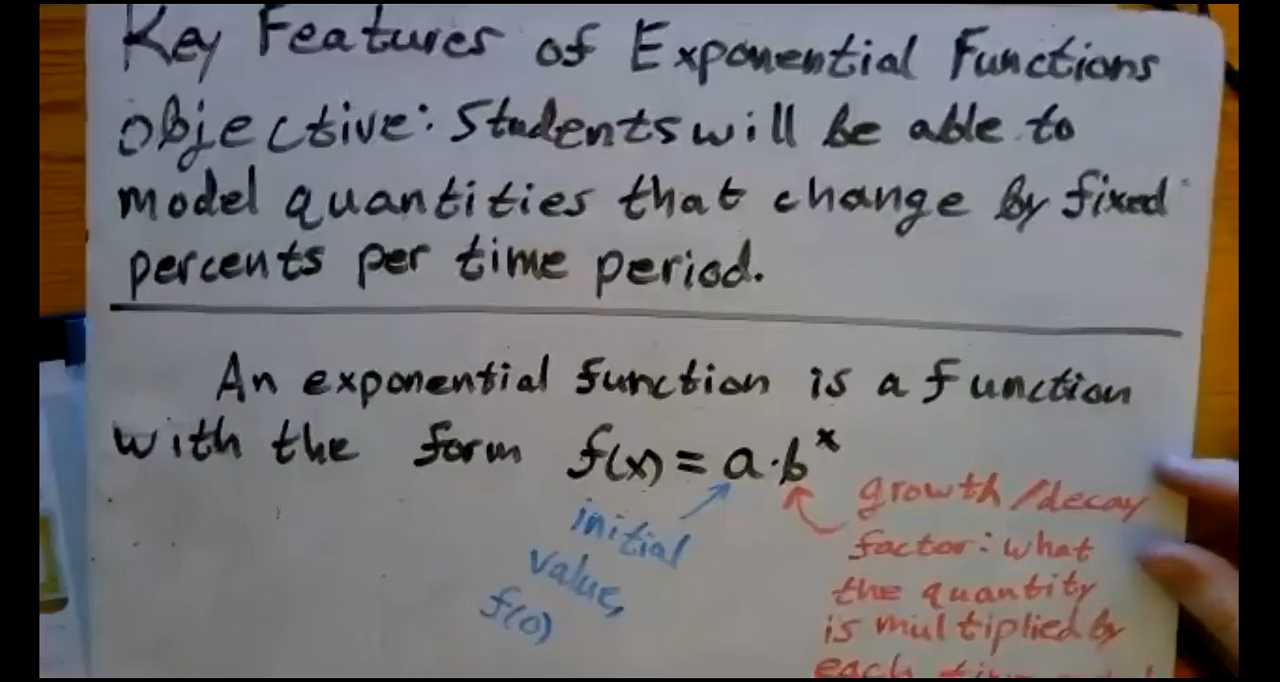 Key Features of Exponential Functions
Objective: Students will be able to
model quantities that change by fixed
percents per time period.
An exponential function is a function
with the form f(x) = a·bˣ
initial
value,
f(0)
growth/decay
factor: what
the quantity
is multiplied by
each